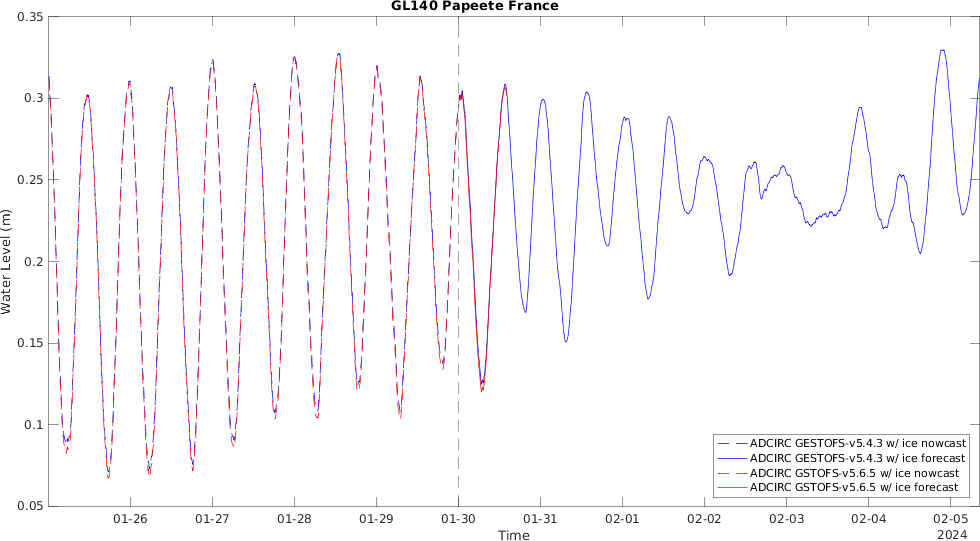 GL140 Papeete France
0.35
0.3
0.25
0.2
0.15
0.1
0.05
Water Level (m)
01-26 01-27 01-28 01-29 01-30 01-31 02-01 02-02 02-03 02-04 02-05
Time
2024
ADCIRC GESTOFS-v5.4.3 w/ ice nowcast
ADCIRC GESTOFS-v5.4.3 w/ ice forecast
ADCIRC GSTOFS-v5.6.5 w/ ice nowcast
ADCIRC GSTOFS-v5.6.5 w/ ice forecast